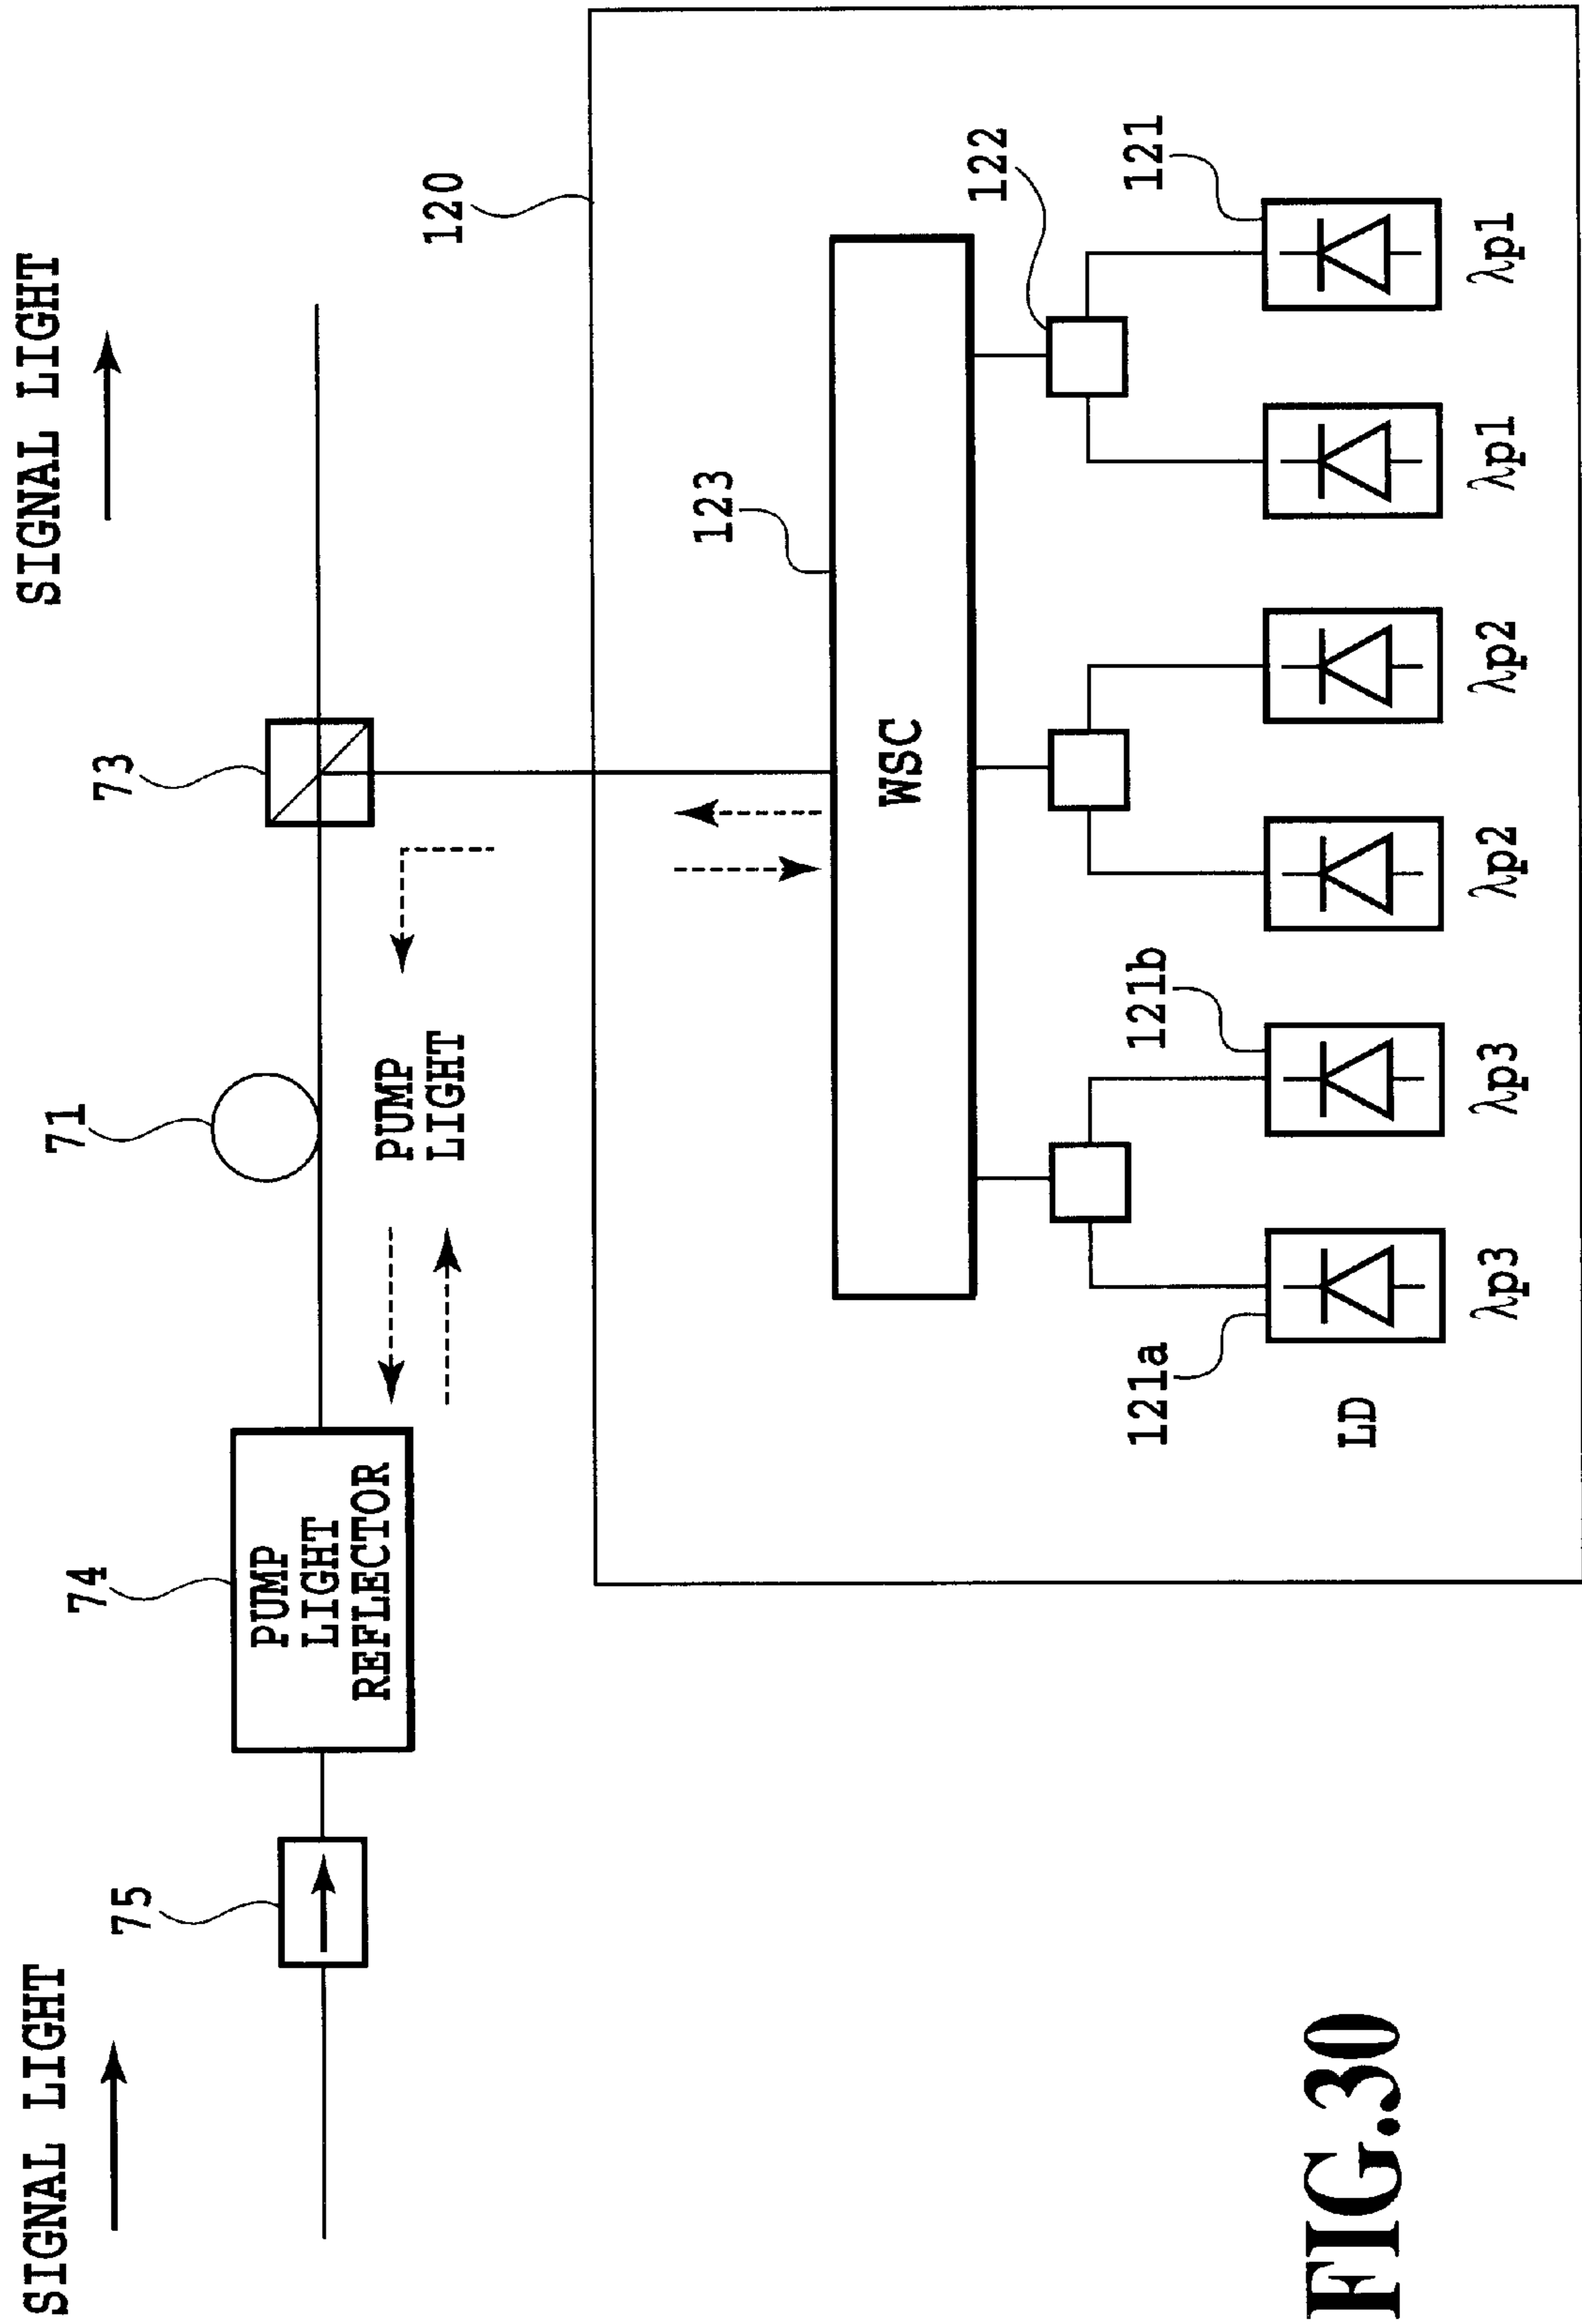 SIGNAL LIGHT
SIGNAL LIGHT
75
74
71
73
PUMP
LIGHT
REFLECTOR
PUMP
LIGHT
120
123
WSC
122
121a
121b
121
LD
λp3
λp3
λp2
λp2
λp1
λp1
FIG.30